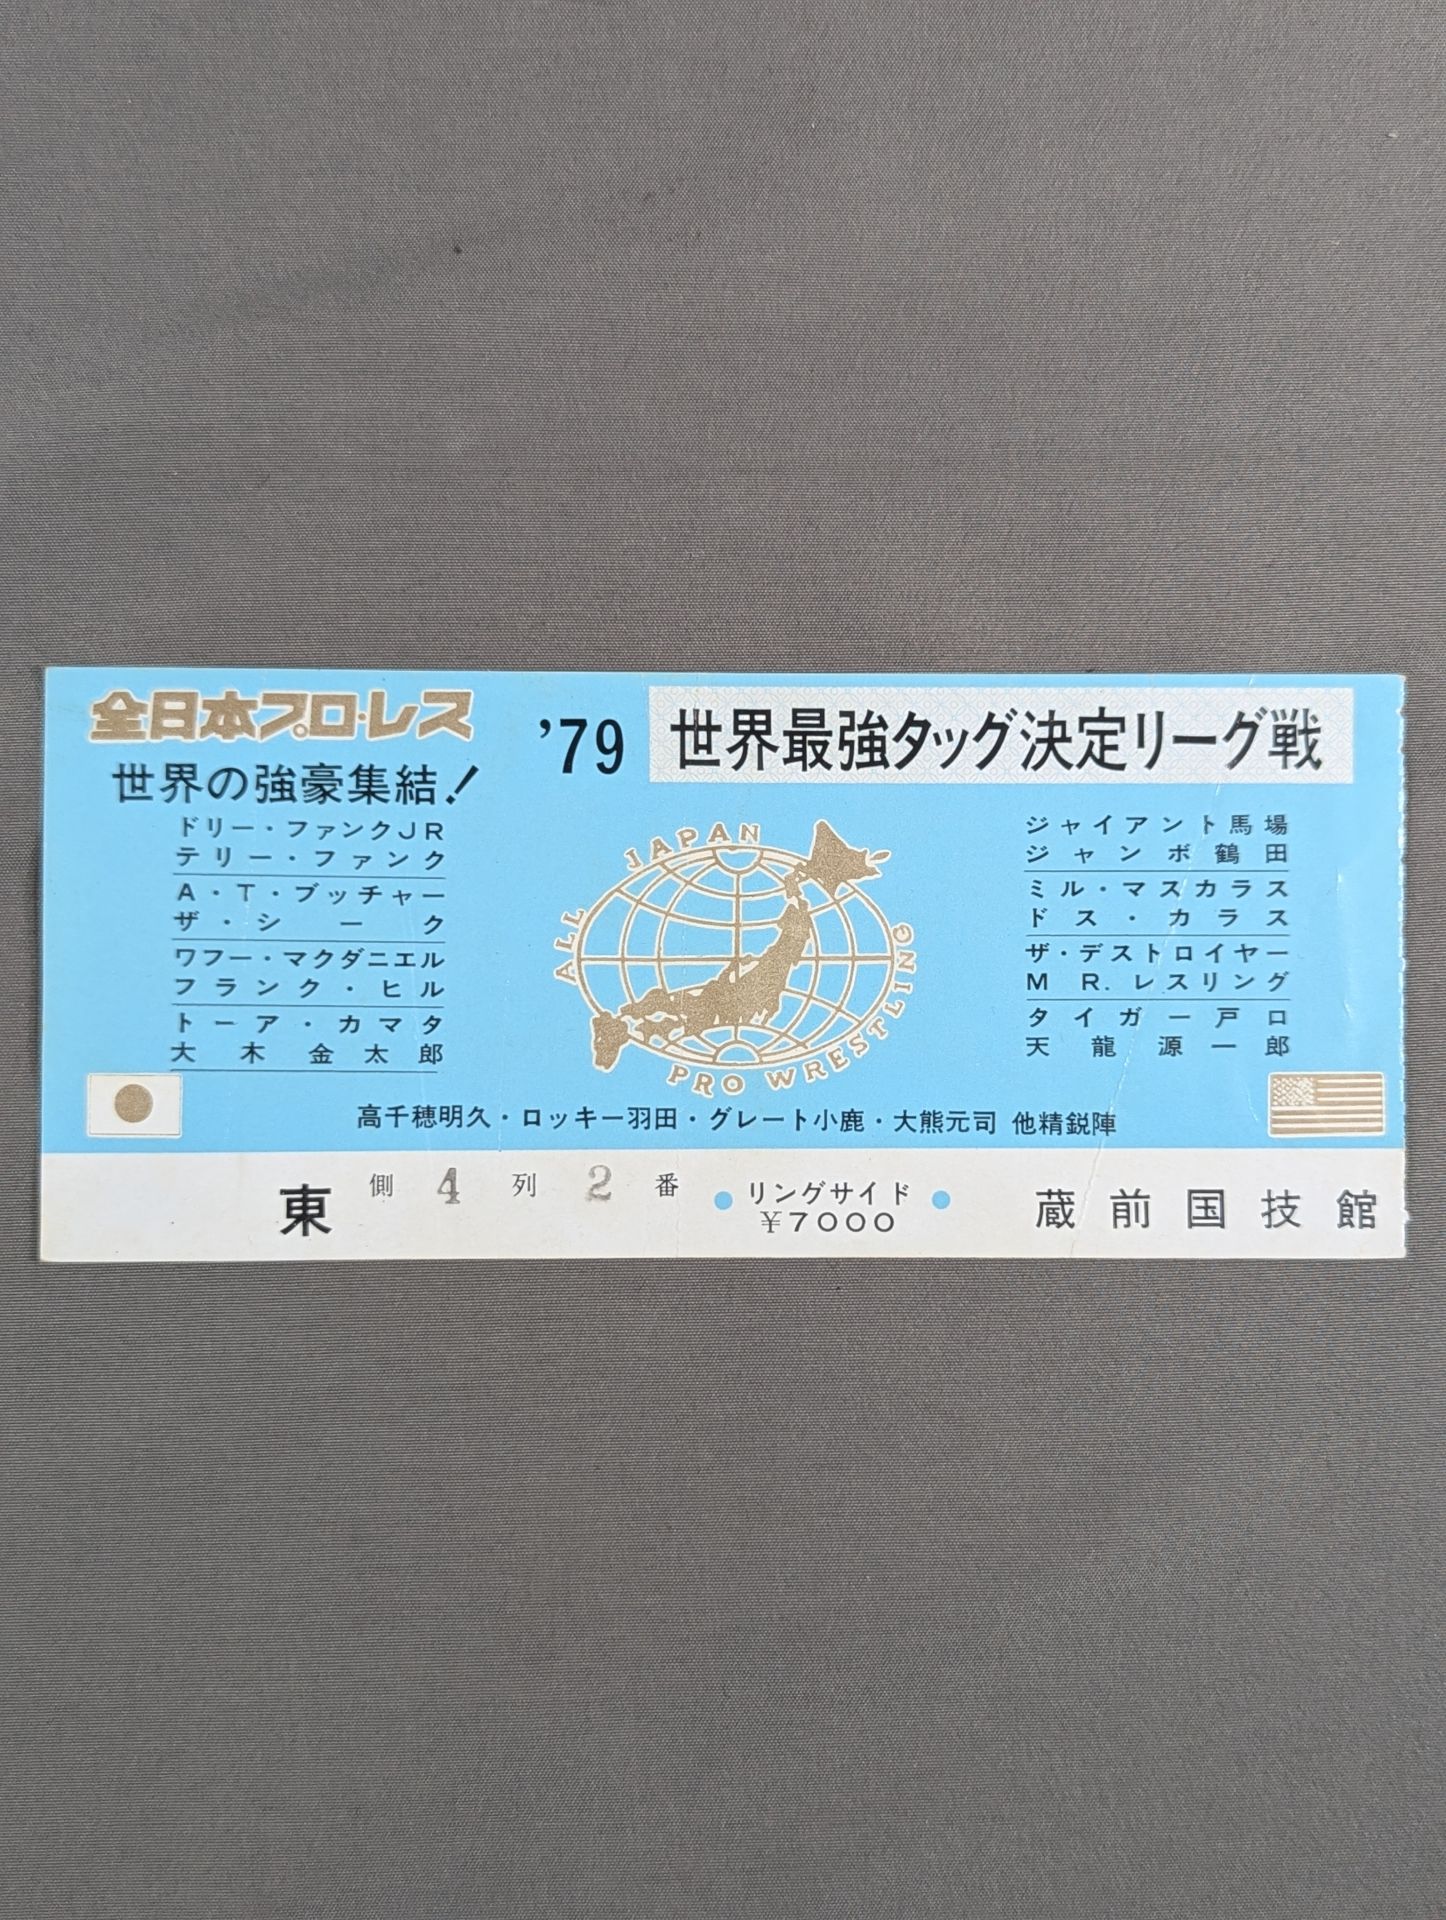 全日本プロ・レス
世界の強豪集結!
'79 世界最強タッグ決定リーグ戦
ドリー・ファンクJR
テリー・ファンク
A・T・ブッチャー
ザ・シーク
ワフー・マクダニエル
フランク・ヒル
トーア・カマタ
大木金太郎
ALL JAPAN PRO WRESTLING
ジャイアント馬場
ジャンボ鶴田
ミル・マスカラス
ドス・カラス
ザ・デストロイヤー
MR.レスリング
タイガー戸口
天龍源一郎
高千穂明久・ロッキー羽田・グレート小鹿・大熊元司 他精鋭陣
東側4列2番 ●リングサイド● 蔵前国技館
¥7000